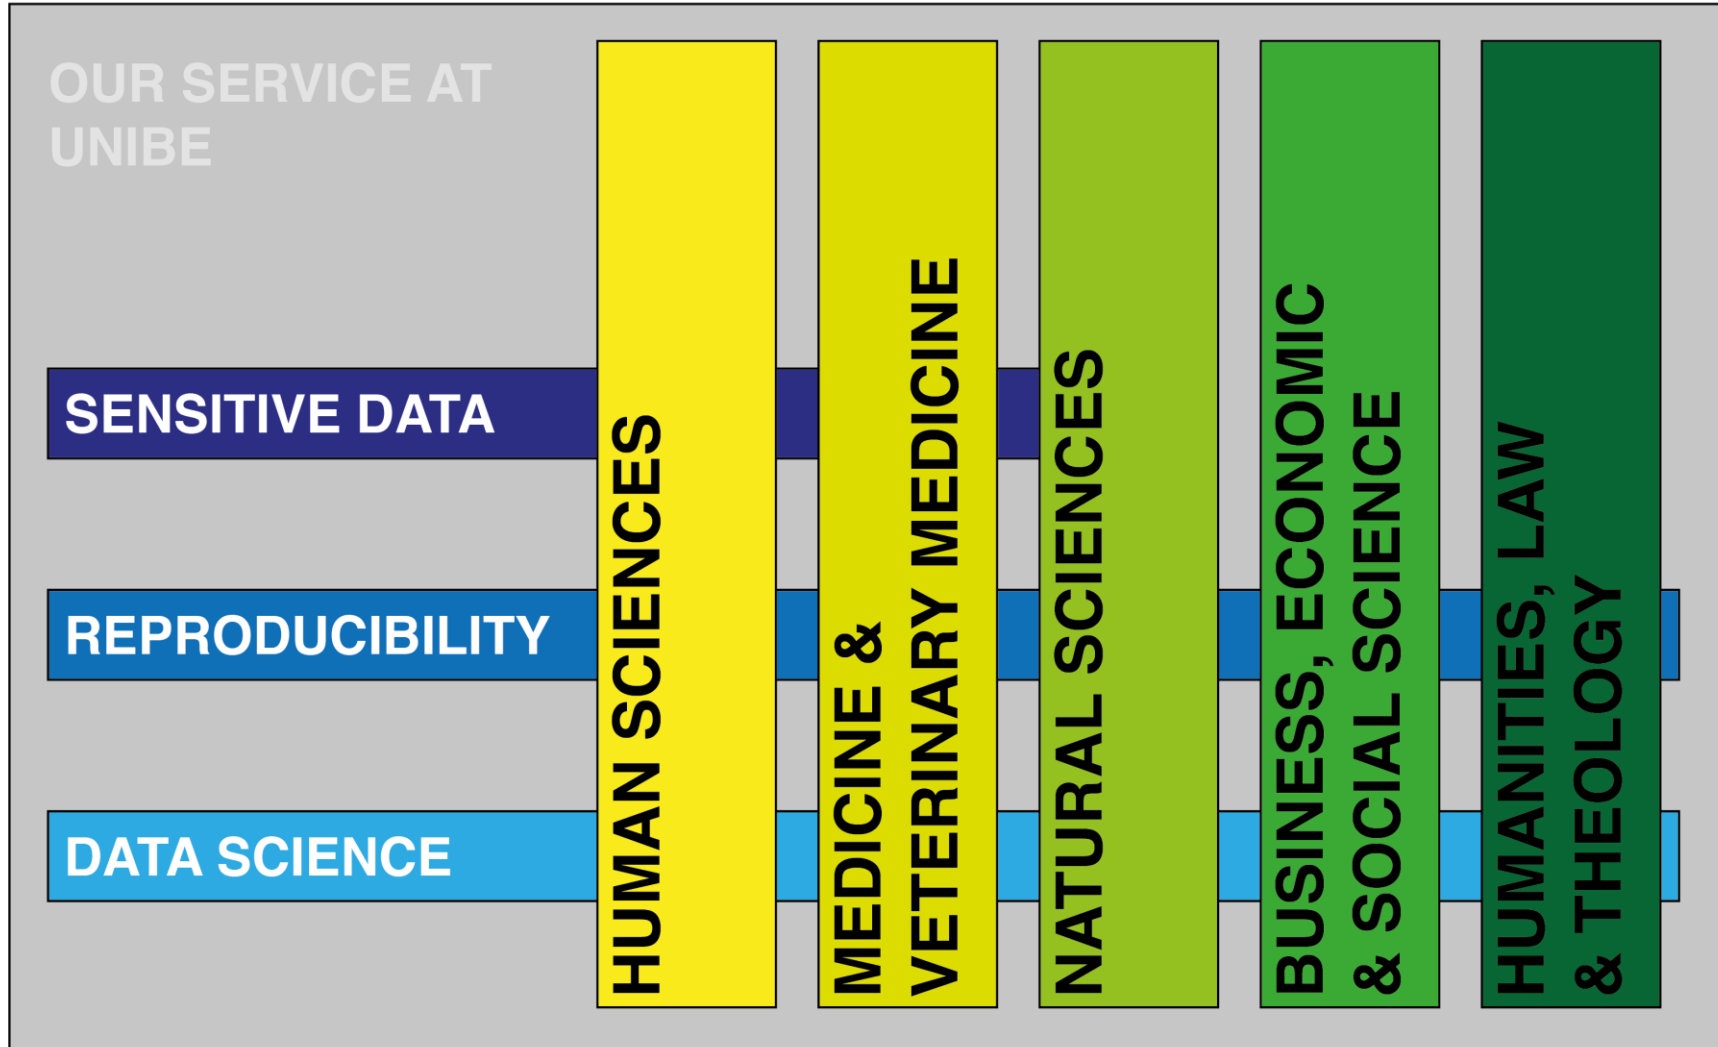 OUR SERVICE AT
UNIBE
SENSITIVE DATA
REPRODUCIBILITY
DATA SCIENCE
HUMAN SCIENCES
MEDICINE &
VETERINARY MEDICINE
NATURAL SCIENCES
BUSINESS, ECONOMIC
& SOCIAL SCIENCE
HUMANITIES, LAW
& THEOLOGY